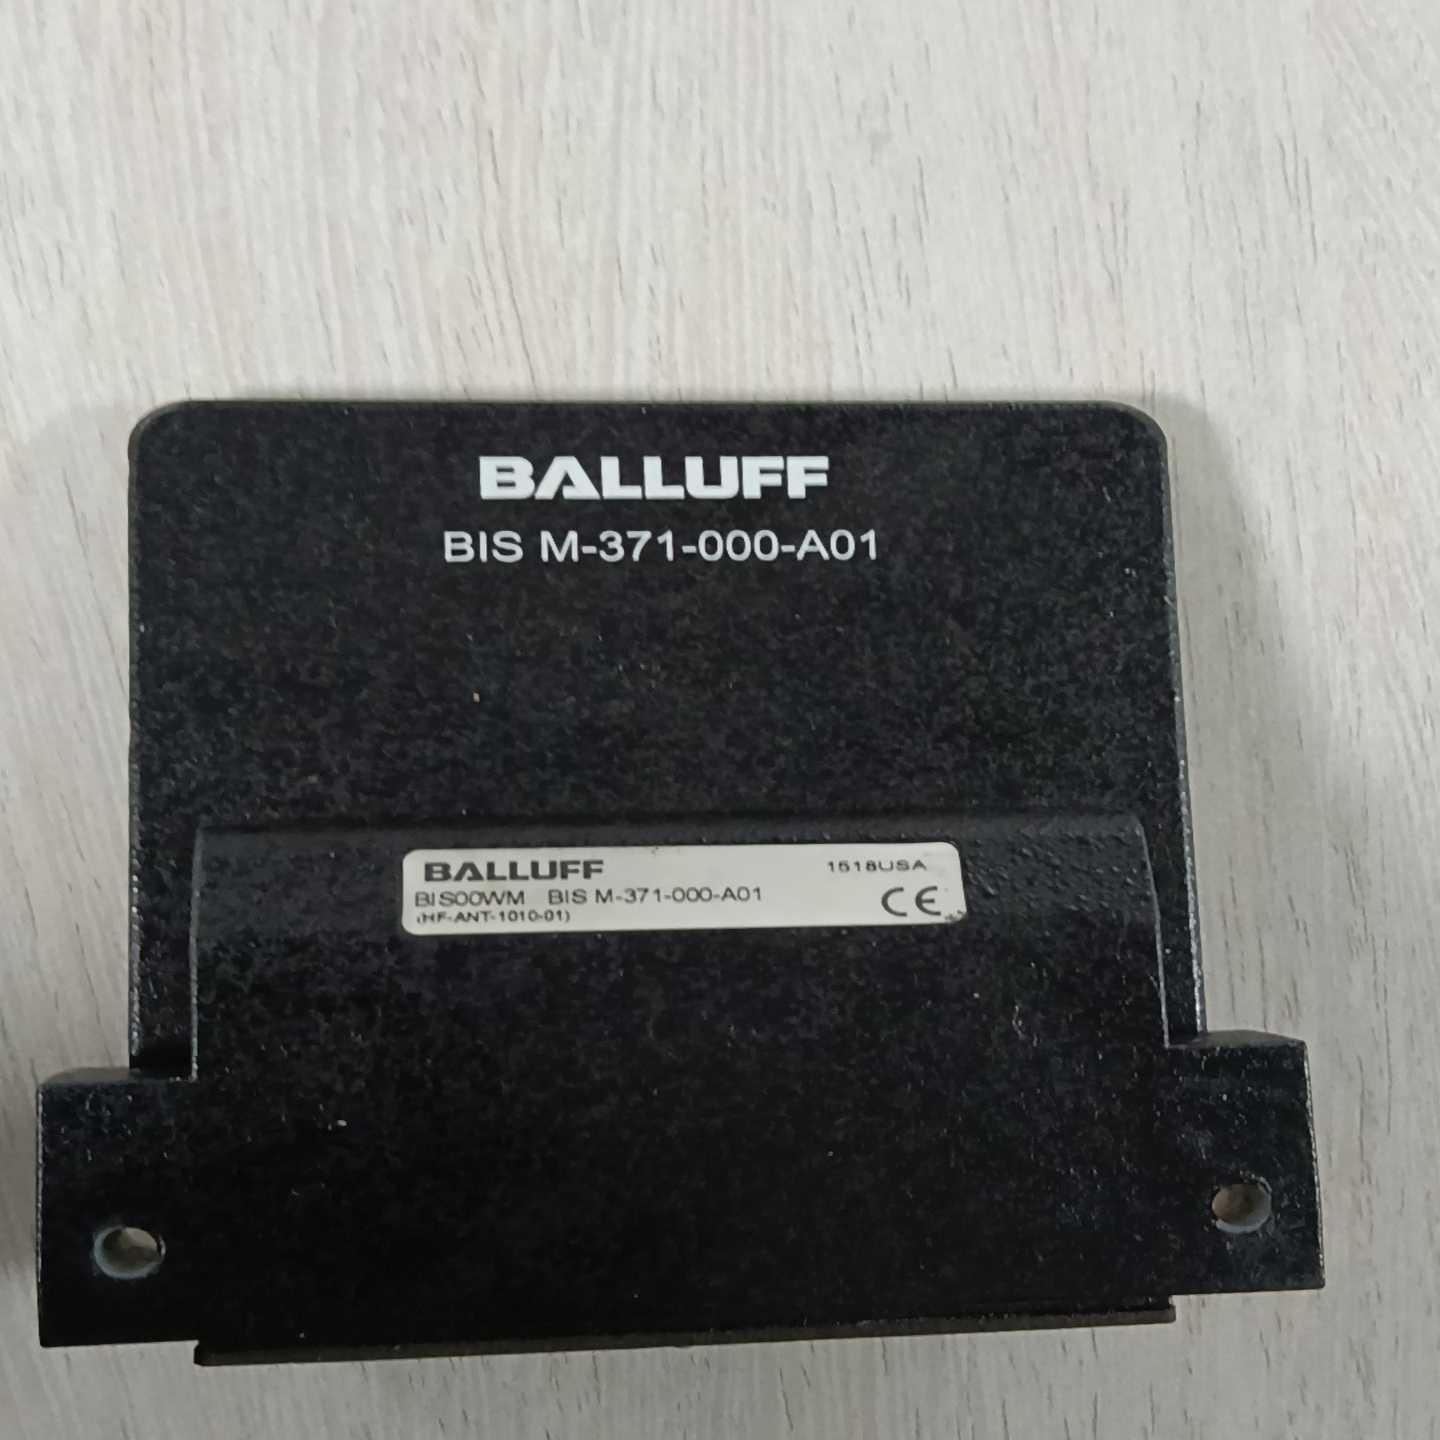 BALLUFF
BIS M-371-000-A01
BALLUFF 1518USA
BIS00WM BIS M-371-000-A01
(HF-ANT-1010-01) CE